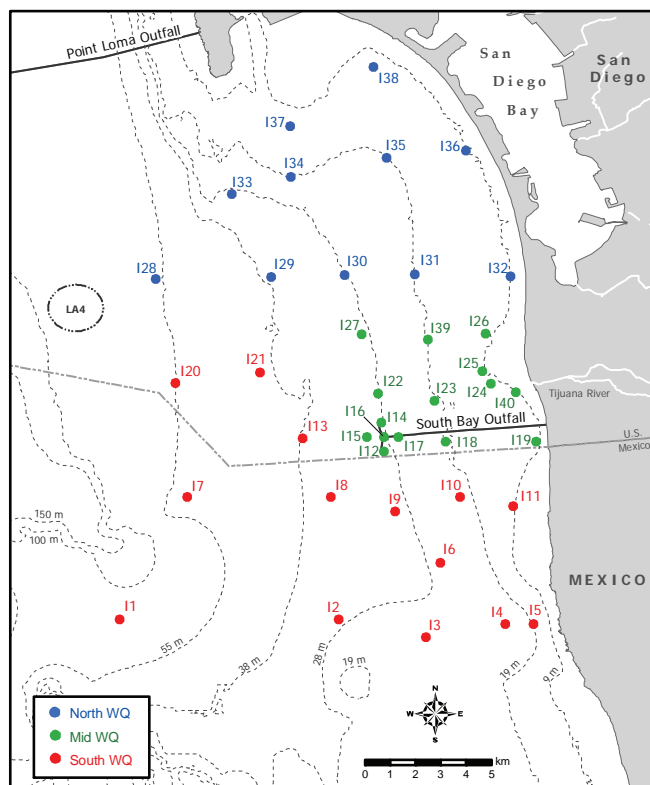 Point Loma Outfall
San
Diego
Bay
San
Diego
I38
I37
I36
I35
I34
I33
I28
I29
I30
I31
I32
LA4
I27
I39
I26
I21
I20
I25
I24
I40
Tijuana River
I22
I23
I16
I14
South Bay Outfall
I13
I15
I12
I17
I18
I19
U.S.
Mexico
I7
I8
I9
I10
I11
150 m
100 m
I6
MEXICO
I1
I2
I3
I4
I5
55 m
38 m
28 m
19 m
19 m
9 m
North WQ
Mid WQ
South WQ
N
W
E
S
km
0 1 2 3 4 5